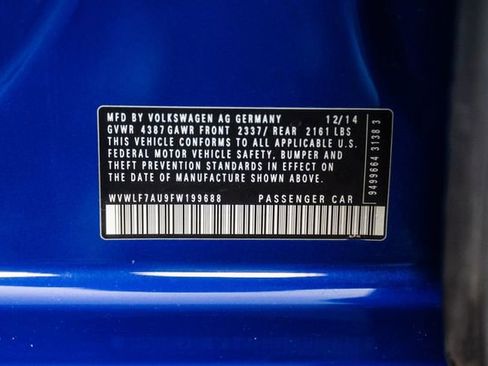 MFD BY VOLKSWAGEN AG GERMANY 12/14
GVWR 4387 GAWR FRONT 2337/ REAR 2161 LBS
THIS VEHICLE CONFORMS TO ALL APPLICABLE U.S.
FEDERAL MOTOR VEHICLE SAFETY, BUMPER AND
THEFT PREVENTION STANDARDS IN EFFECT ON
THE DATE OF MANUFACTURE SHOWN ABOVE.
WVWLF7AU9FW199688 PASSENGER CAR
9499664 3138 3